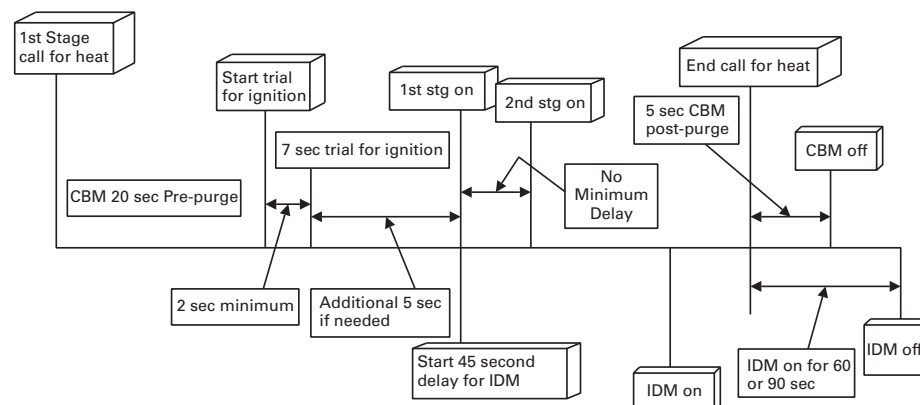 1st Stage
call for heat
Start trial
for ignition
1st stg on
2nd stg on
End call for heat
5 sec CBM
post-purge
CBM off
7 sec trial for ignition
CBM 20 sec Pre-purge
No
Minimum
Delay
2 sec minimum
Additional 5 sec
if needed
Start 45 second
delay for IDM
IDM on
IDM on for 60
or 90 sec
IDM off